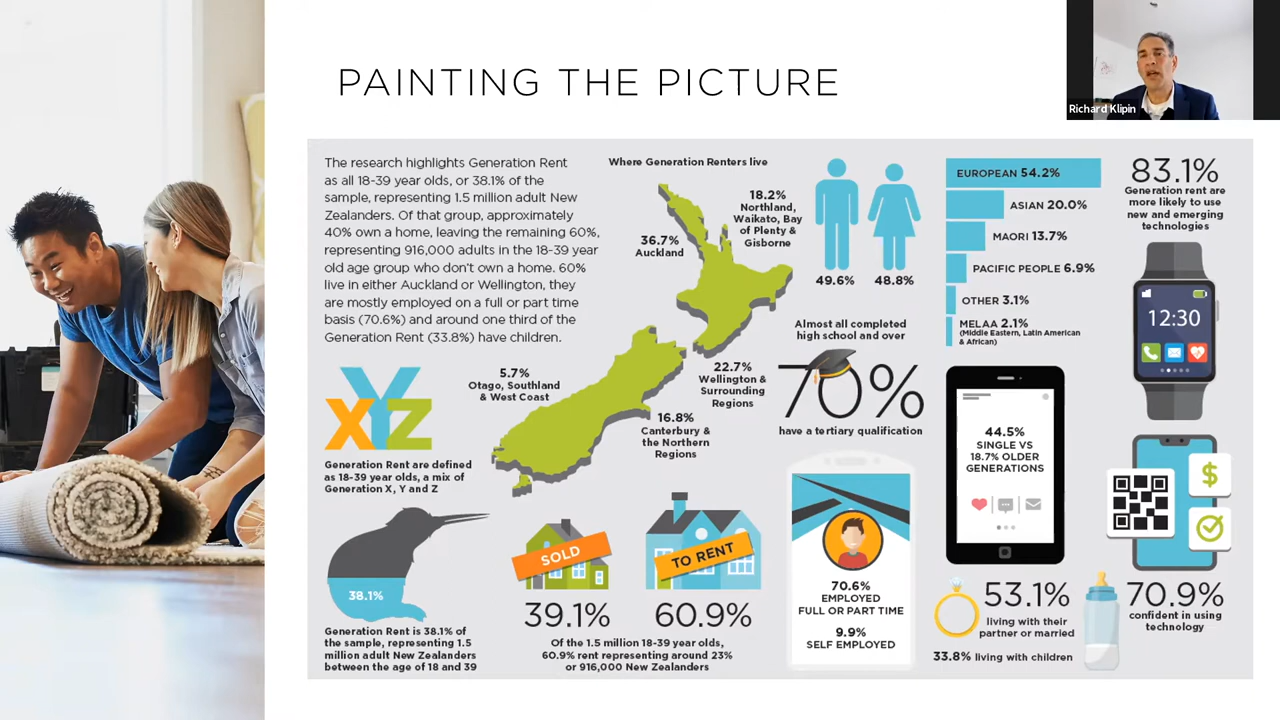 PAINTING THE PICTURE
Richard Klipin
The research highlights Generation Rent
as all 18-39 year olds, or 38.1% of the
sample, representing 1.5 million adult New
Zealanders. Of that group, approximately
40% own a home, leaving the remaining 60%,
representing 916,000 adults in the 18-39 year
old age group who don't own a home. 60%
live in either Auckland or Wellington, they
are mostly employed on a full or part time
basis (70.6%) and around one third of the
Generation Rent (33.8%) have children.
XYZ
Generation Rent are defined
as 18-39 year olds, a mix of
Generation X, Y and Z
38.1%
Generation Rent is 38.1% of
the sample, representing 1.5
million adult New Zealanders
between the age of 18 and 39
Where Generation Renters live
18.2%
Northland,
Waikato, Bay
of Plenty &
Gisborne
36.7%
Auckland
5.7%
Otago, Southland
& West Coast
22.7%
Wellington &
Surrounding
Regions
16.8%
Canterbury &
the Northern
Regions
SOLD
39.1%
TO RENT
60.9%
Of the 1.5 million 18-39 year olds,
60.9% rent representing around 23%
or 916,000 New Zealanders
49.6%
48.8%
Almost all completed
high school and over
70%
have a tertiary qualification
70.6%
EMPLOYED
FULL OR PART TIME
9.9%
SELF EMPLOYED
EUROPEAN 54.2%
ASIAN 20.0%
MAORI 13.7%
PACIFIC PEOPLE 6.9%
OTHER 3.1%
MELAA 2.1%
(Middle Eastern, Latin American
& African)
44.5%
SINGLE VS
18.7% OLDER
GENERATIONS
53.1%
living with their
partner or married
33.8% living with children
83.1%
Generation rent are
more likely to use
new and emerging
technologies
12:30
$
70.9%
confident in using
technology